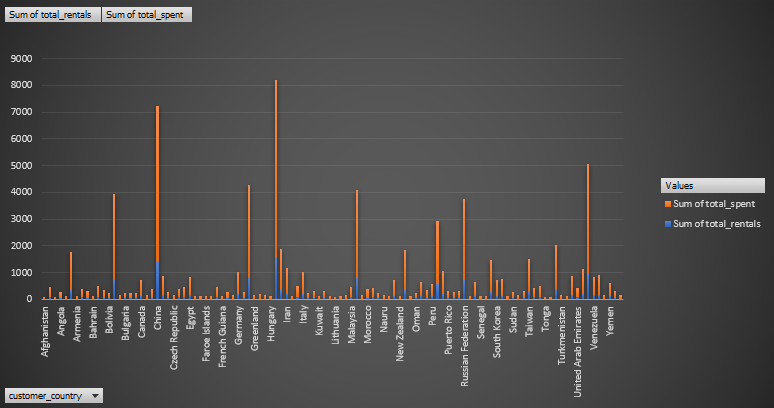 Sum of total_rentals Sum of total_spent
9000
8000
7000
6000
5000
4000
3000
2000
1000
0
Values
Sum of total_spent
Sum of total_rentals
Afghanistan
Angola
Armenia
Bahrain
Bolivia
Bulgaria
Canada
China
Czech Republic
Egypt
Faroe Islands
French Guiana
Germany
Greenland
Hungary
Iran
Italy
Kuwait
Lithuania
Malaysia
Morocco
Nauru
New Zealand
Oman
Peru
Puerto Rico
Russian Federation
Senegal
South Korea
Sudan
Taiwan
Tonga
Turkmenistan
United Arab Emirates
Venezuela
Yemen
customer_country